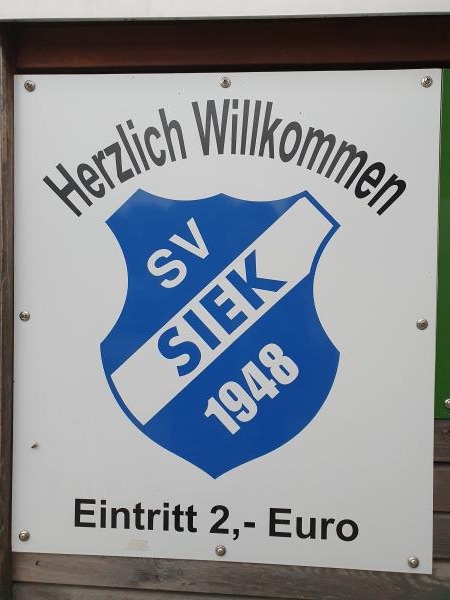 Herzlich Willkommen
SV
SIEK
1948
Eintritt 2,- Euro